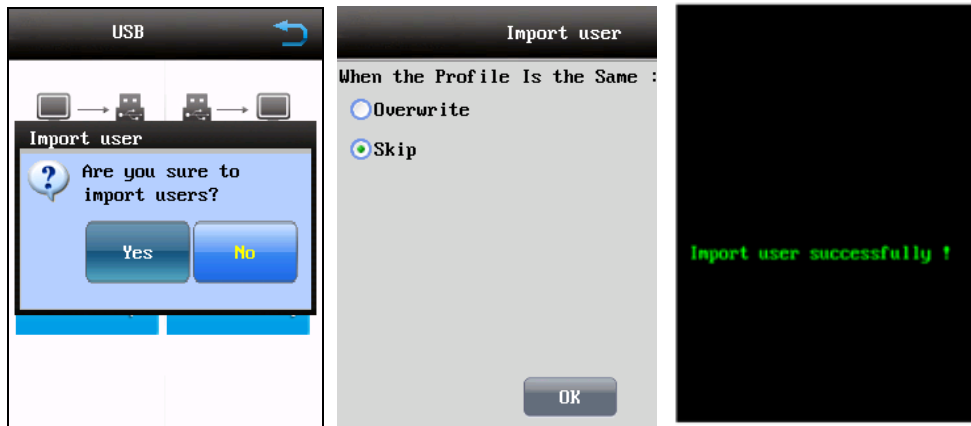 USB
Import user
Are you sure to
import users?
Yes
No
Import user
When the Profile Is the Same :
Overwrite
Skip
OK
Import user successfully !